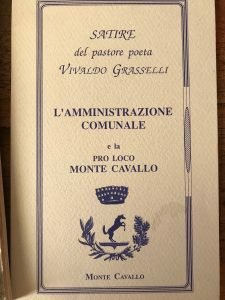 SATIRE
del pastore poeta
VIVALDO GRASSELLI
L'AMMINISTRAZIONE
COMUNALE
e la
PRO LOCO
MONTE CAVALLO
MONTE CAVALLO